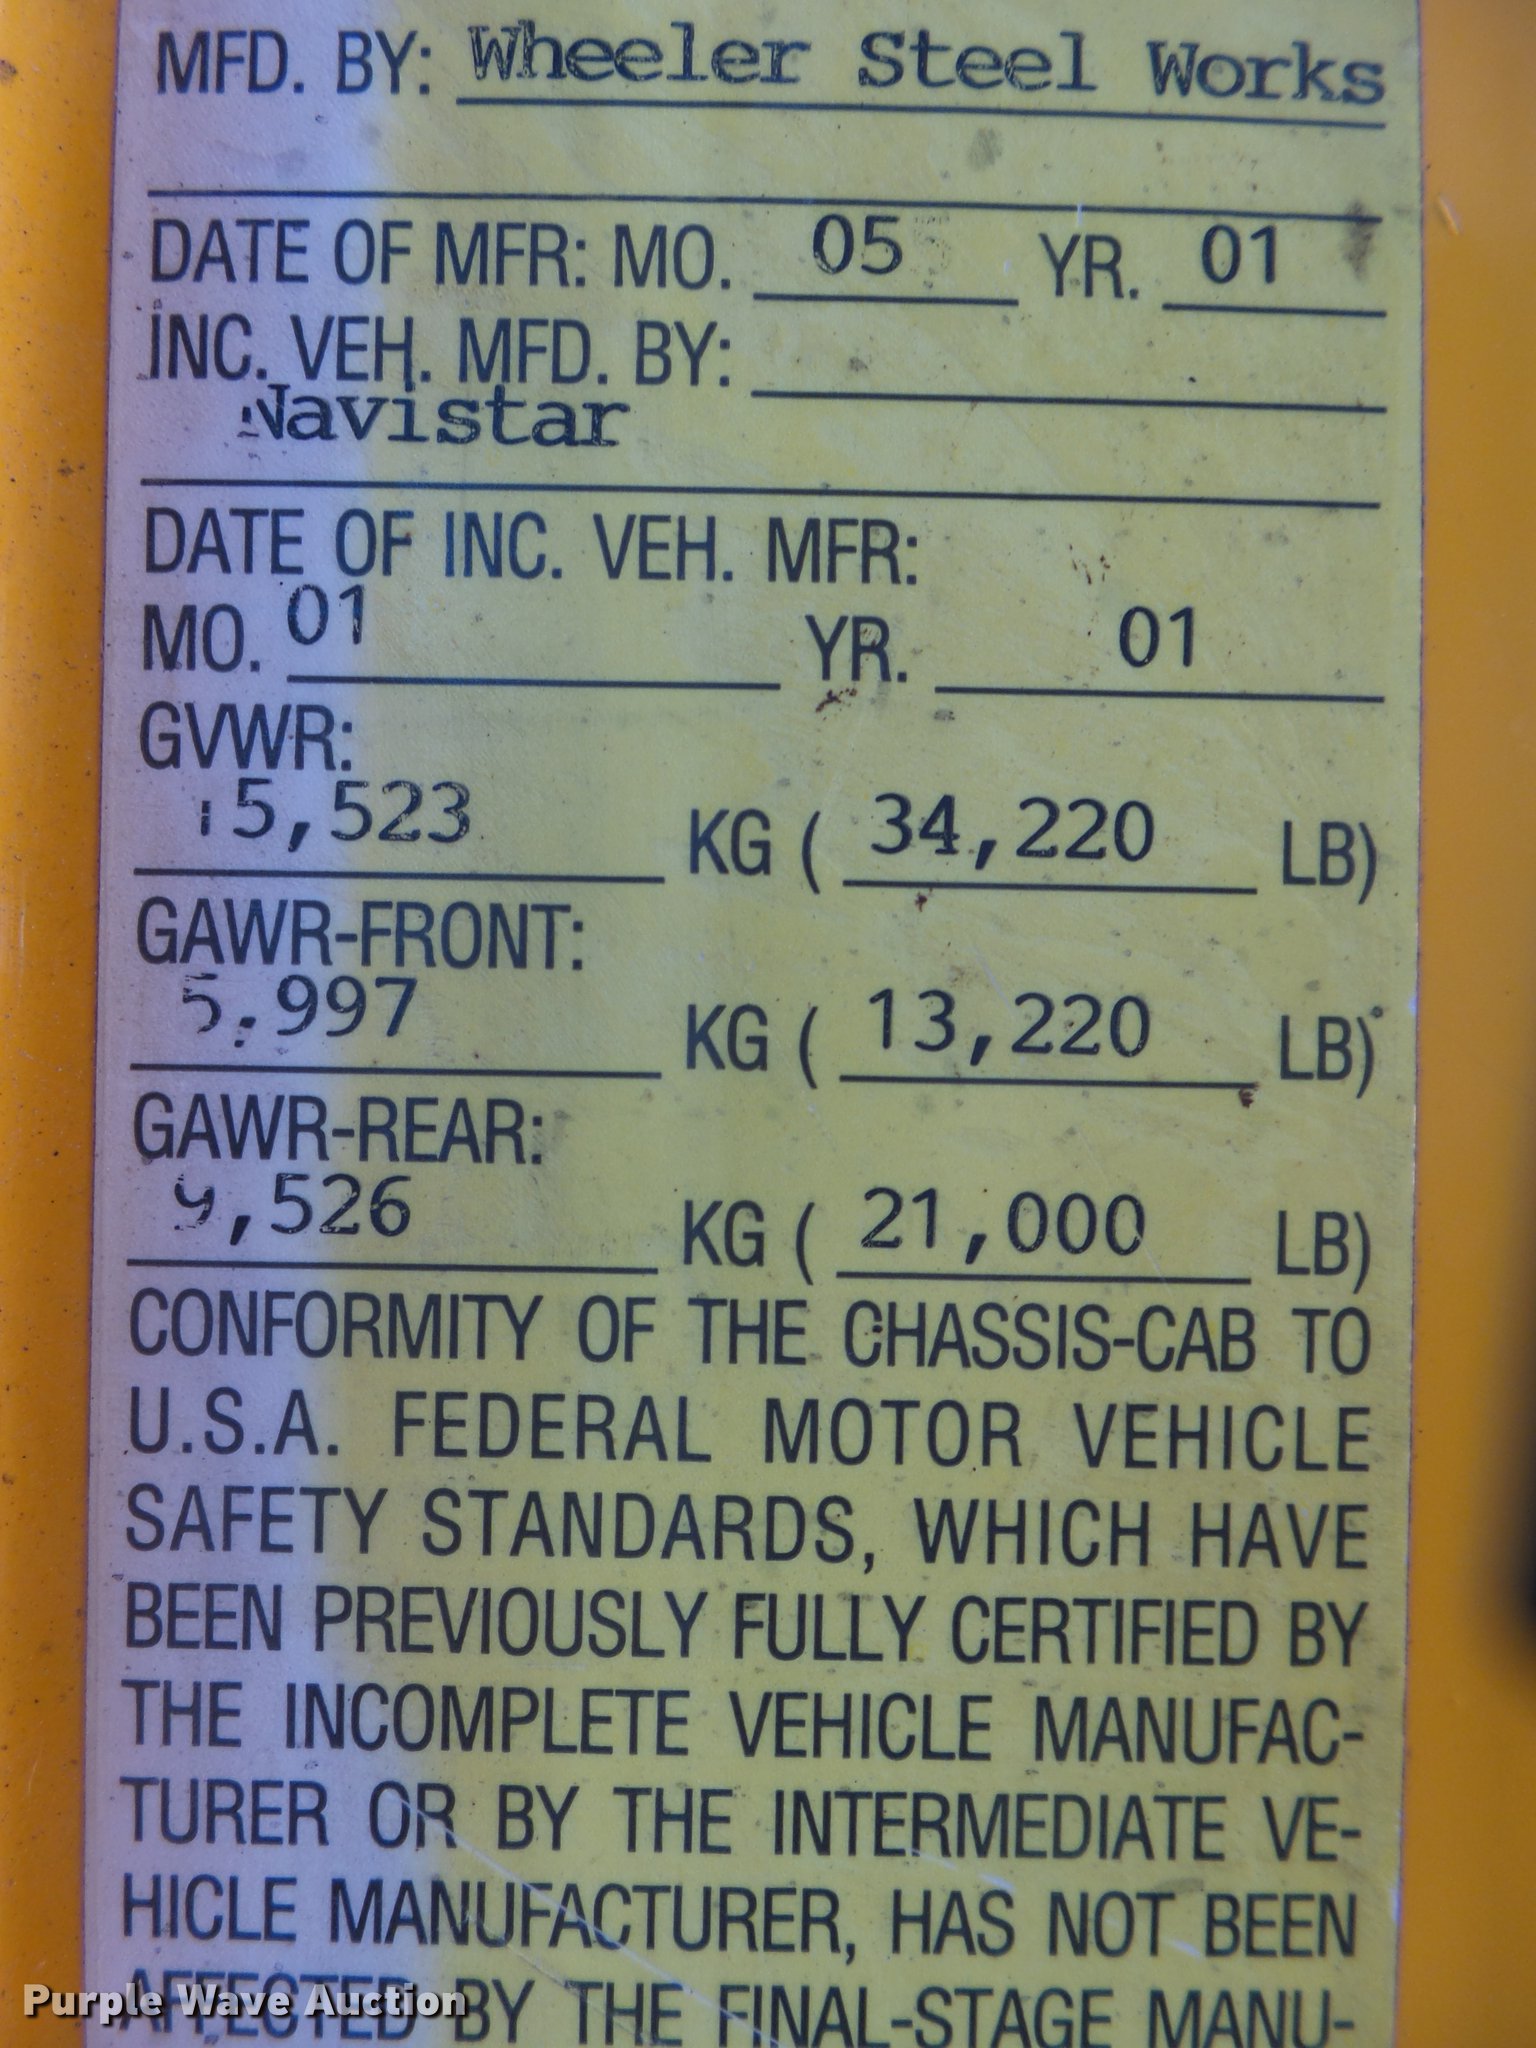 MFD. BY: Wheeler Steel Works
DATE OF MFR: MO. 05 YR. 01
INC. VEH. MFD. BY:
Navistar
DATE OF INC. VEH. MFR:
MO. 01 YR. 01
GVWR:
15,523 KG ( 34,220 LB)
GAWR-FRONT:
5,997 KG ( 13,220 LB)
GAWR-REAR:
9,526 KG ( 21,000 LB)
CONFORMITY OF THE CHASSIS-CAB TO
U.S.A. FEDERAL MOTOR VEHICLE
SAFETY STANDARDS, WHICH HAVE
BEEN PREVIOUSLY FULLY CERTIFIED BY
THE INCOMPLETE VEHICLE MANUFAC-
TURER OR BY THE INTERMEDIATE VE-
HICLE MANUFACTURER, HAS NOT BEEN
AFFECTED BY THE FINAL-STAGE MANU-
Purple Wave Auction